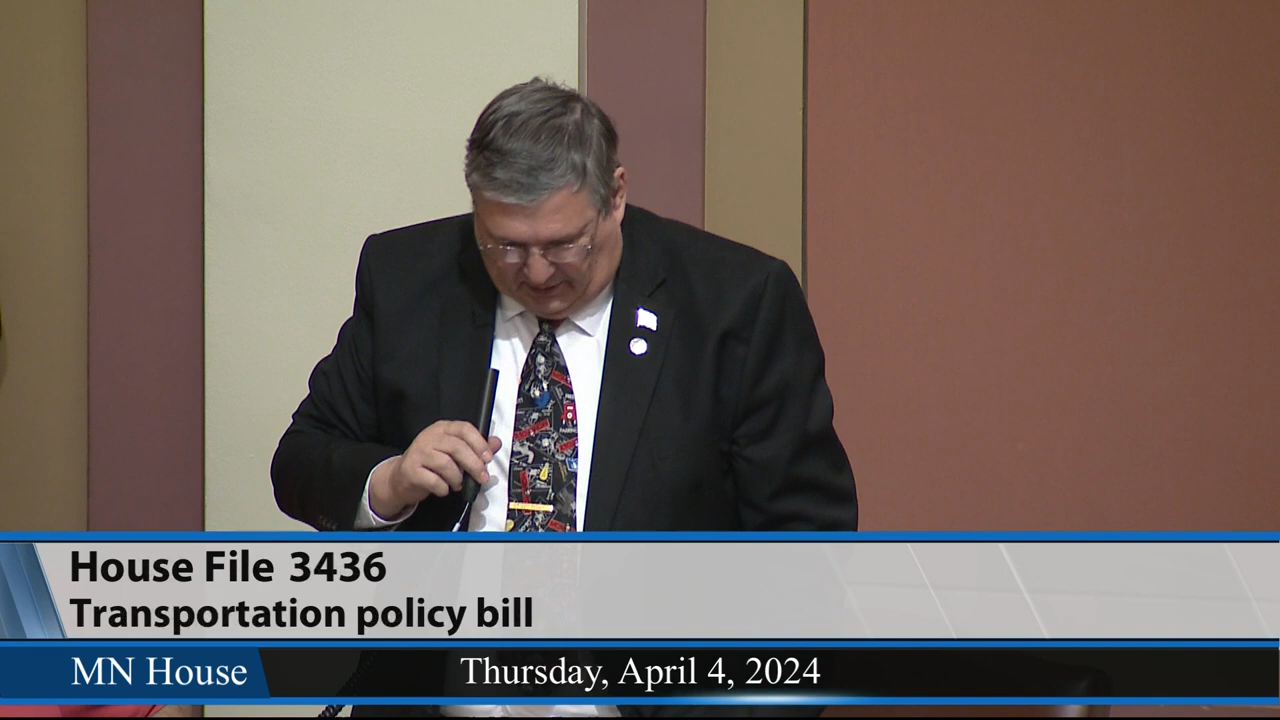 House File 3436
Transportation policy bill
MN House
Thursday, April 4, 2024